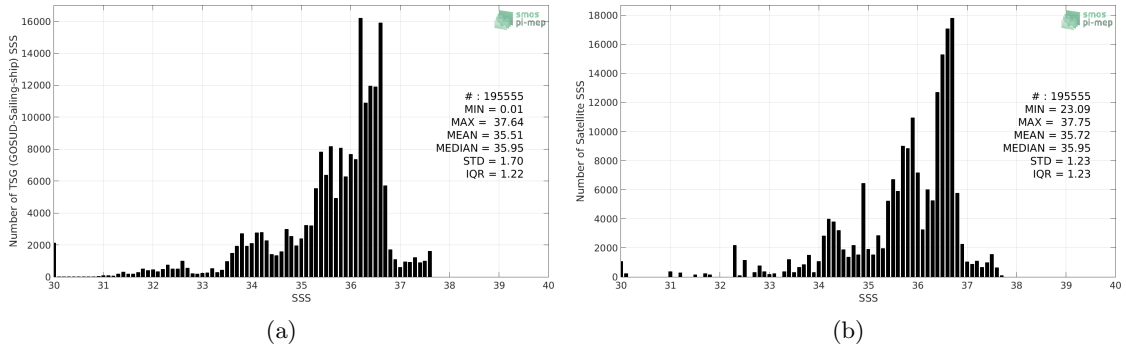 16000
14000
12000
10000
8000
6000
4000
2000
0
Number of TSG (GOSUD-Sailing-ship) SSS
smos
pi-mep
# : 195555
MIN = 0.01
MAX = 37.64
MEAN = 35.51
MEDIAN = 35.95
STD = 1.70
IQR = 1.22
30 31 32 33 34 35 36 37 38 39 40
SSS
(a)
18000
16000
14000
12000
10000
8000
6000
4000
2000
0
Number of Satellite SSS
smos
pi-mep
# : 195555
MIN = 23.09
MAX = 37.75
MEAN = 35.72
MEDIAN = 35.95
STD = 1.23
IQR = 1.23
30 31 32 33 34 35 36 37 38 39 40
SSS
(b)